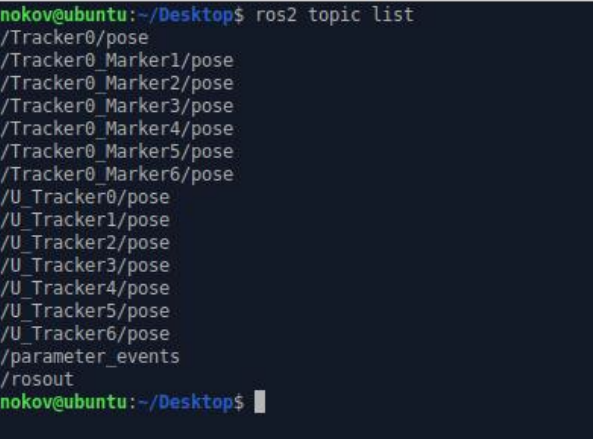 nokov@ubuntu:~/Desktop$ ros2 topic list
/Tracker0/pose
/Tracker0_Marker1/pose
/Tracker0_Marker2/pose
/Tracker0_Marker3/pose
/Tracker0_Marker4/pose
/Tracker0_Marker5/pose
/Tracker0_Marker6/pose
/U_Tracker0/pose
/U_Tracker1/pose
/U_Tracker2/pose
/U_Tracker3/pose
/U_Tracker4/pose
/U_Tracker5/pose
/U_Tracker6/pose
/parameter_events
/rosout
nokov@ubuntu:~/Desktop$